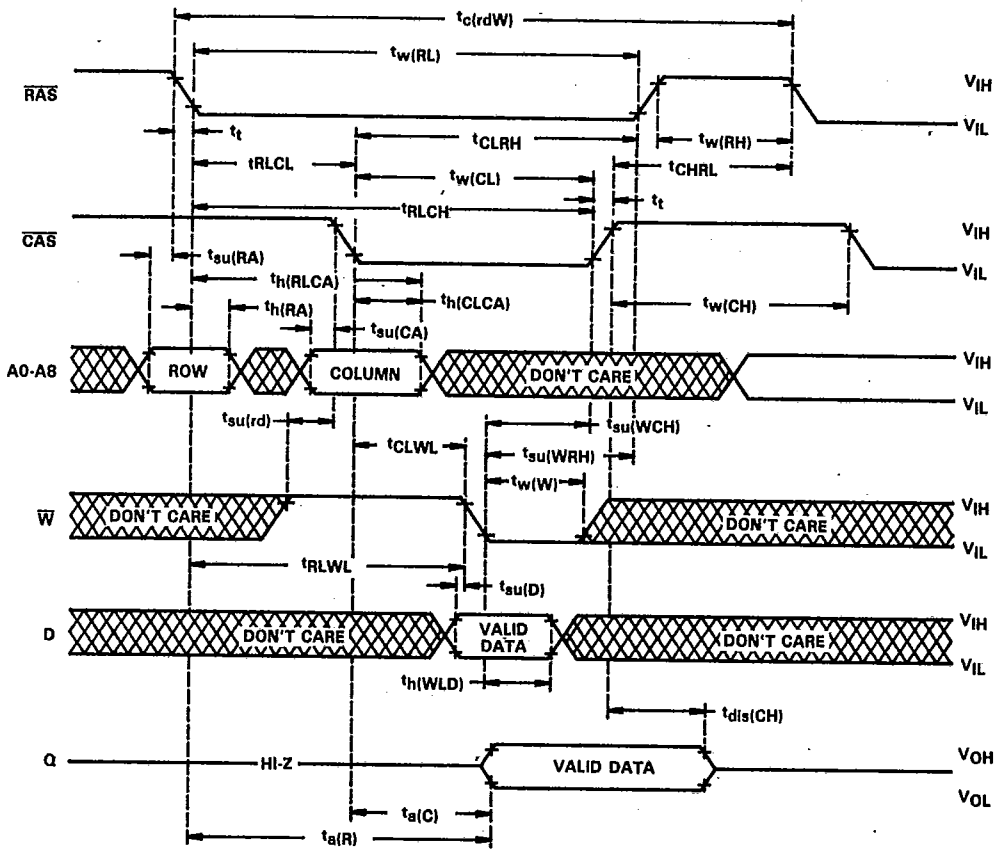 tc(rdW)
tw(RL)
RAS
VIH
VIL
tt
tCLRH
tw(RH)
tRLCL
tCHRL
tw(CL)
tt
tRLCH
CAS
VIH
VIL
tsu(RA)
th(RLCA)
th(CLCA)
tw(CH)
th(RA)
tsu(CA)
A0-A8
ROW
COLUMN
DON'T CARE
VIH
VIL
tsu(rd)
tsu(WCH)
tCLWL
tsu(WRH)
tw(W)
W
DON'T CARE
DON'T CARE
VIH
VIL
tRLWL
tsu(D)
D
DON'T CARE
VALID
DATA
DON'T CARE
VIH
VIL
th(WLD)
tdis(CH)
Q
HI-Z
VALID DATA
VOH
VOL
ta(C)
ta(R)